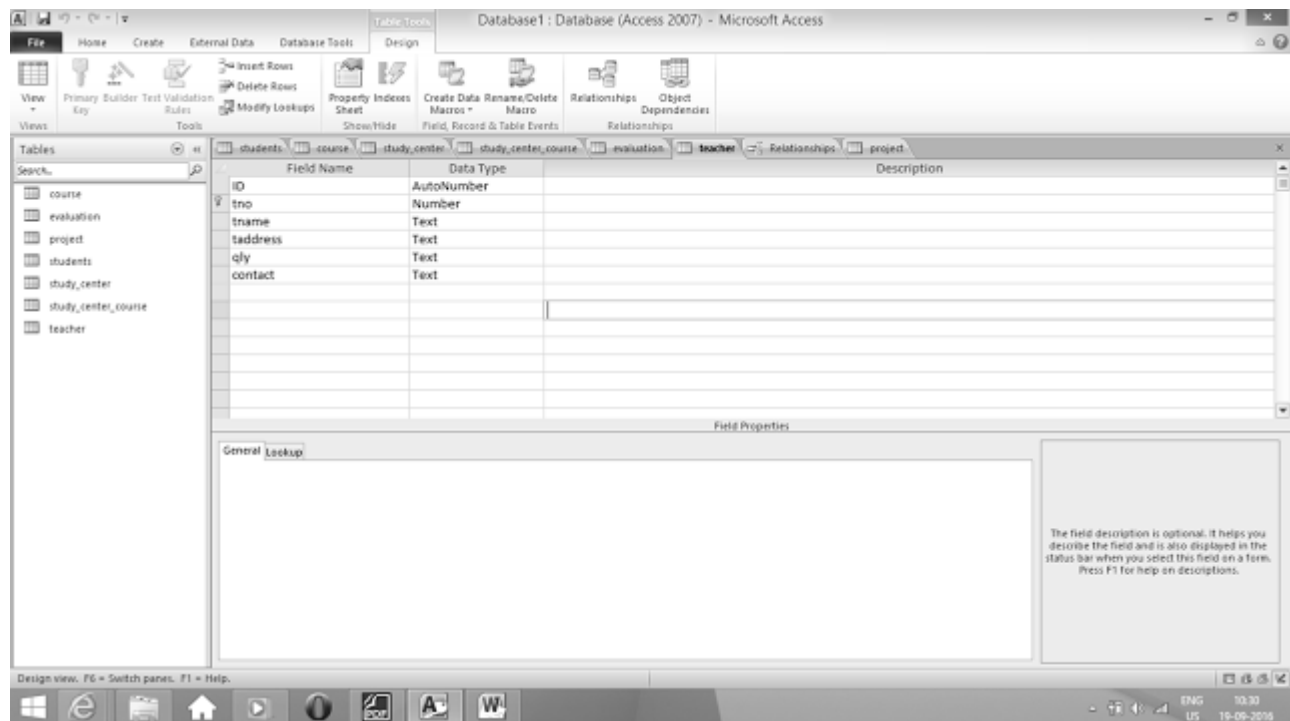 Table Tools Database1 : Database (Access 2007) - Microsoft Access
File Home Create External Data Database Tools Design
View Primary Key Builder Test Validation Rules Insert Rows Delete Rows Modify Lookups Property Sheet Indexes Create Data Macros Rename/Delete Macro Relationships Object Dependencies
Views Tools Show/Hide Field, Record & Table Events Relationships
Tables students course study_center study_center_course evaluation teacher Relationships project
Search.. Field Name Data Type Description
course
evaluation
project
students
study_center
study_center_course
teacher
ID AutoNumber
tno Number
tname Text
taddress Text
qly Text
contact Text
Field Properties
General Lookup
The field description is optional. It helps you
describe the field and is also displayed in the
status bar when you select this field on a form.
Press F1 for help on descriptions.
Design view. F6 = Switch panes. F1 = Help.
ENG 10:30
US 19-09-2016